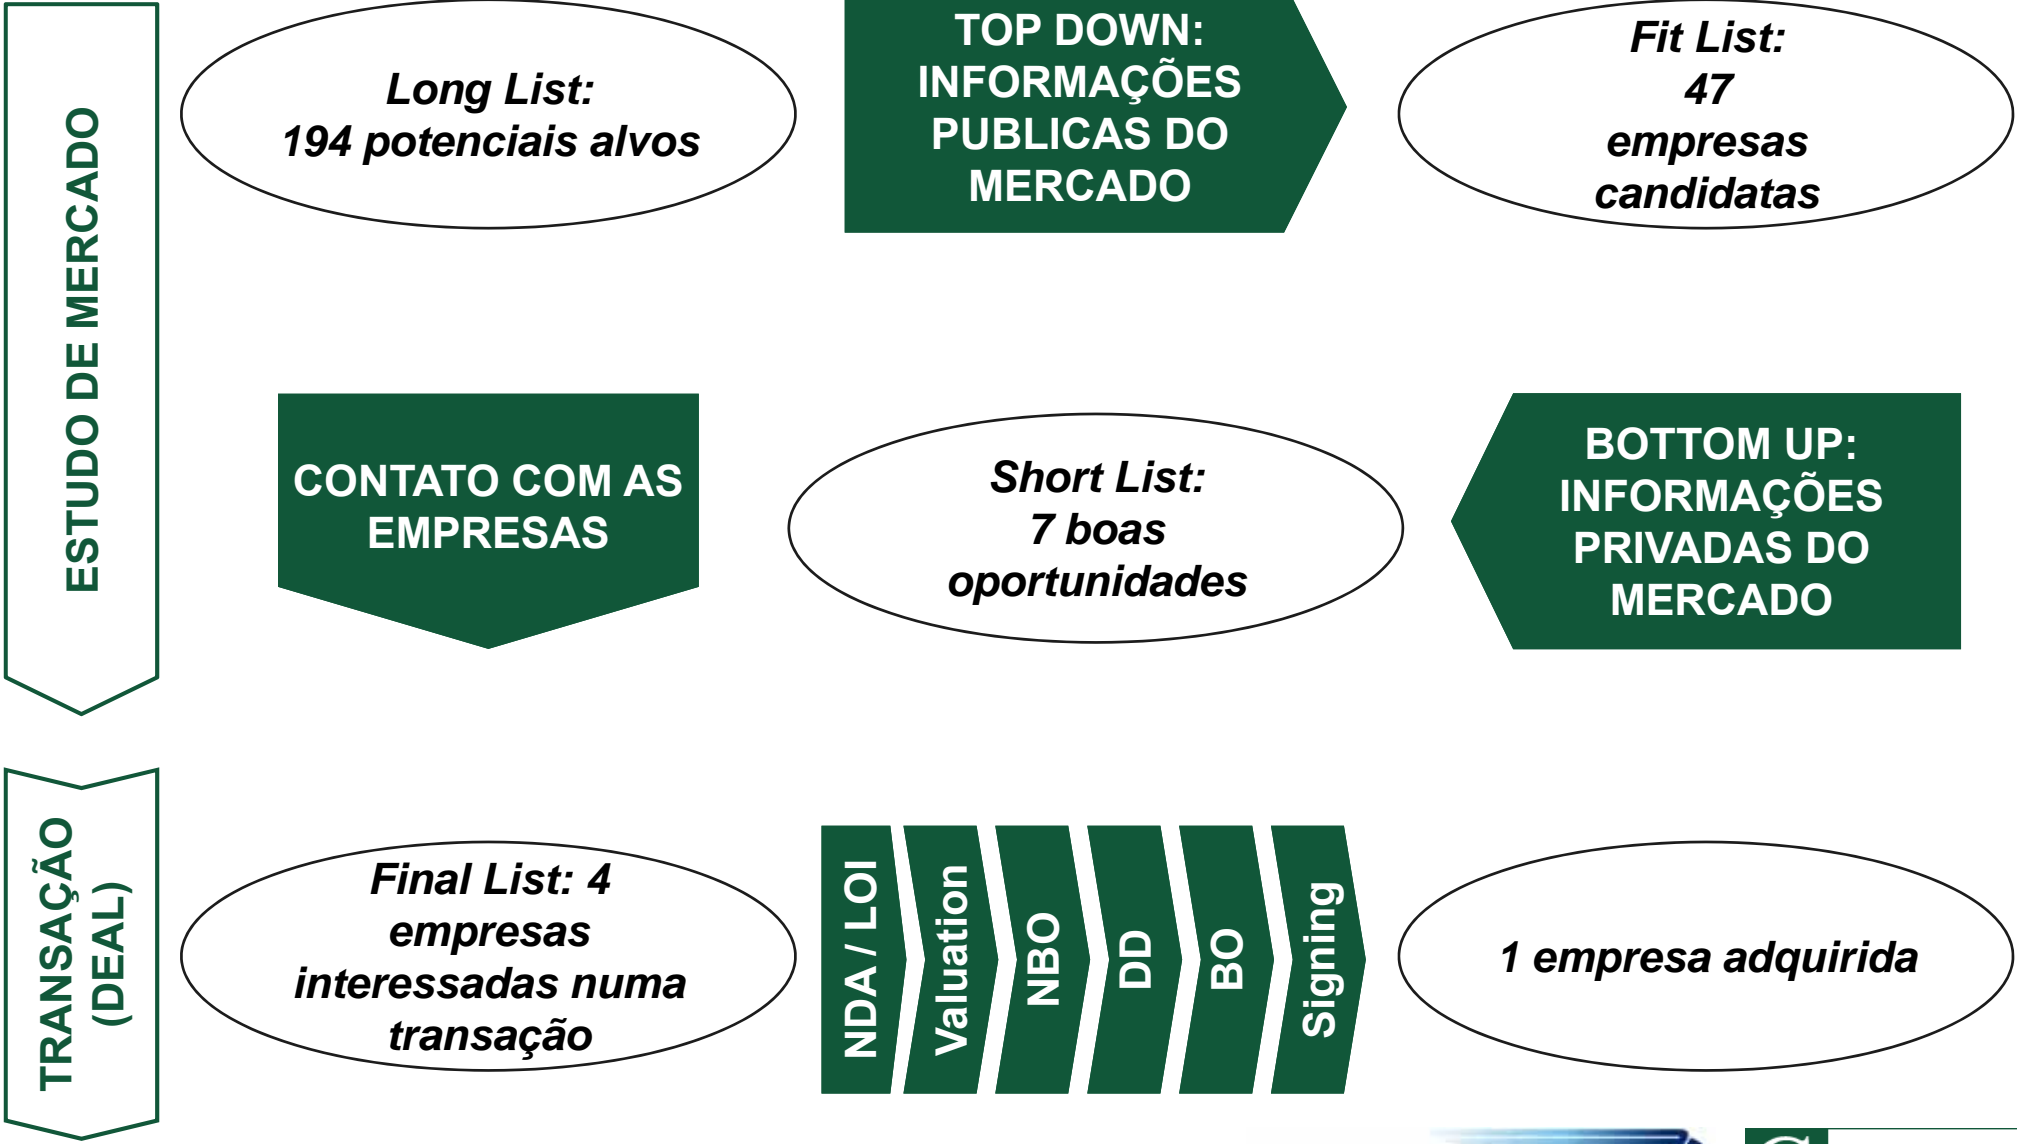 ESTUDO DE MERCADO
Long List:
194 potenciais alvos
TOP DOWN:
INFORMAÇÕES
PUBLICAS DO
MERCADO
Fit List:
47
empresas
candidatas
BOTTOM UP:
INFORMAÇÕES
PRIVADAS DO
MERCADO
Short List:
7 boas
oportunidades
CONTATO COM AS
EMPRESAS
TRANSAÇÃO
(DEAL)
Final List: 4
empresas
interessadas numa
transação
NDA / LOI
Valuation
NBO
DD
BO
Signing
1 empresa adquirida